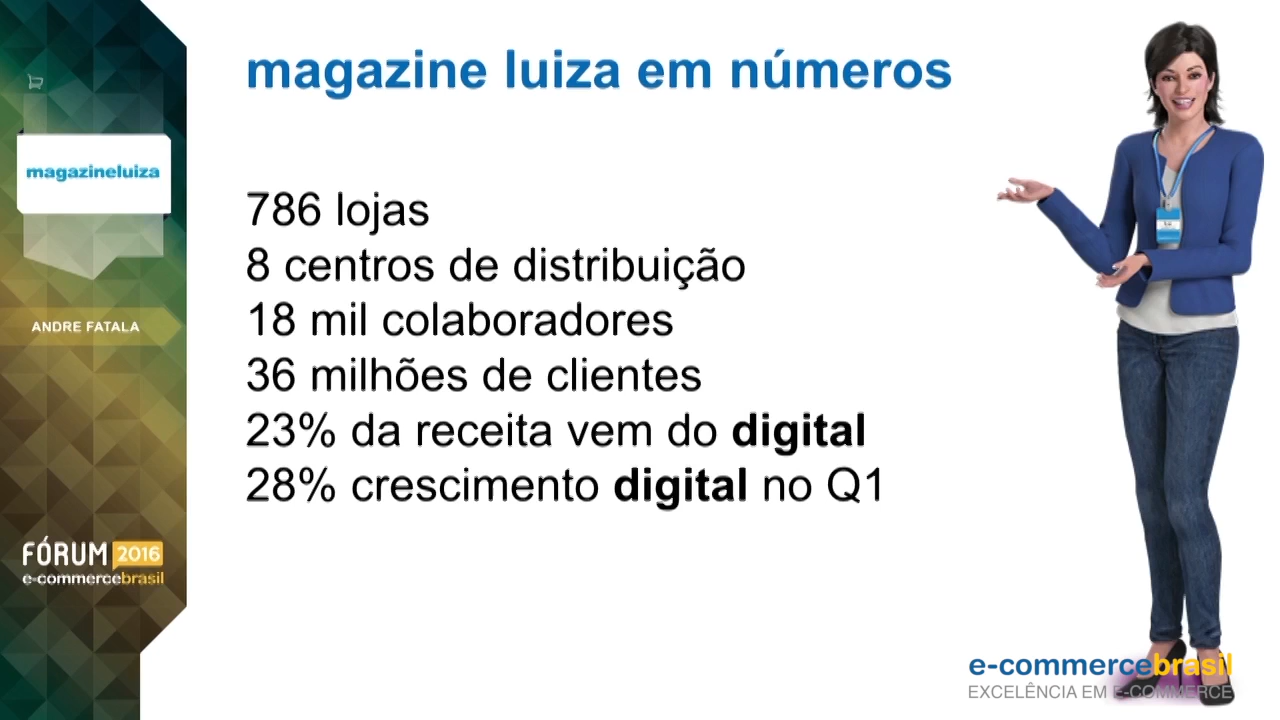 magazine luiza em números
magazineluiza
786 lojas
8 centros de distribuição
18 mil colaboradores
36 milhões de clientes
23% da receita vem do digital
28% crescimento digital no Q1
ANDRE FATALA
FÓRUM 2016
e-commercebrasil
e-commercebrasil
EXCELÊNCIA EM E-COMMERCE